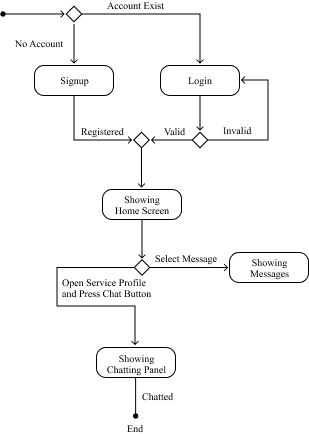 Account Exist
No Account
Signup
Login
Registered
Valid
Invalid
Showing
Home Screen
Select Message
Showing
Messages
Open Service Profile
and Press Chat Button
Showing
Chatting Panel
Chatted
End